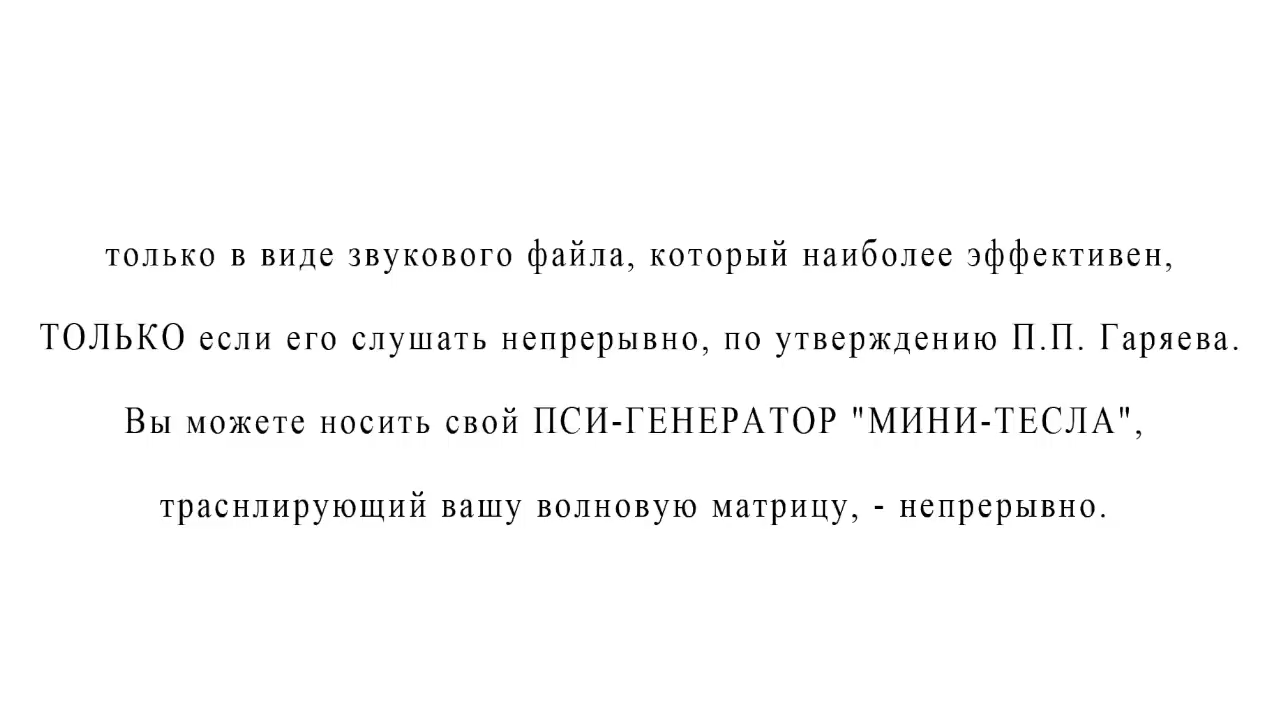 только в виде звукового файла, который наиболее эффективен,
ТОЛЬКО если его слушать непрерывно, по утверждению П.П. Гаряева.
Вы можете носить свой ПСИ-ГЕНЕРАТОР "МИНИ-ТЕСЛА",
траснлирующий вашу волновую матрицу, - непрерывно.